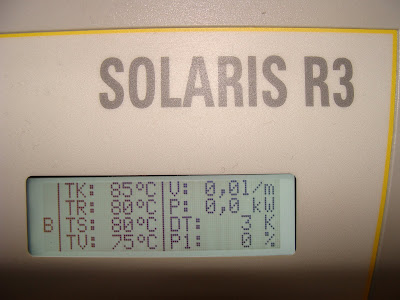 SOLARIS R3
TK: 85°C V: 0,0l/m
TR: 80°C P: 0,0 kW
B TS: 80°C DT: 3 K
TV: 75°C P1: 0 %